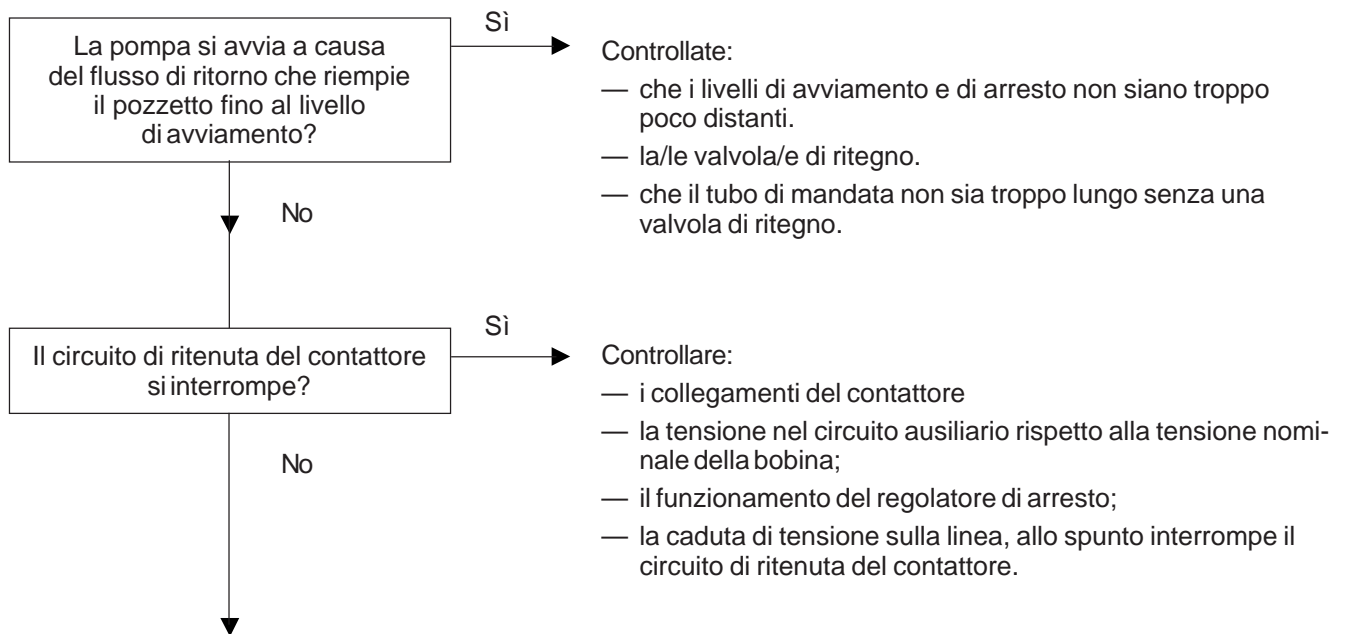 La pompa si avvia a causa
del flusso di ritorno che riempie
il pozzetto fino al livello
di avviamento?
Sì
Controllate:
— che i livelli di avviamento e di arresto non siano troppo
poco distanti.
— la/le valvola/e di ritegno.
— che il tubo di mandata non sia troppo lungo senza una
valvola di ritegno.
No
Il circuito di ritenuta del contattore
si interrompe?
Sì
Controllare:
— i collegamenti del contattore
— la tensione nel circuito ausiliario rispetto alla tensione nomi-
nale della bobina;
— il funzionamento del regolatore di arresto;
— la caduta di tensione sulla linea, allo spunto interrompe il
circuito di ritenuta del contattore.
No